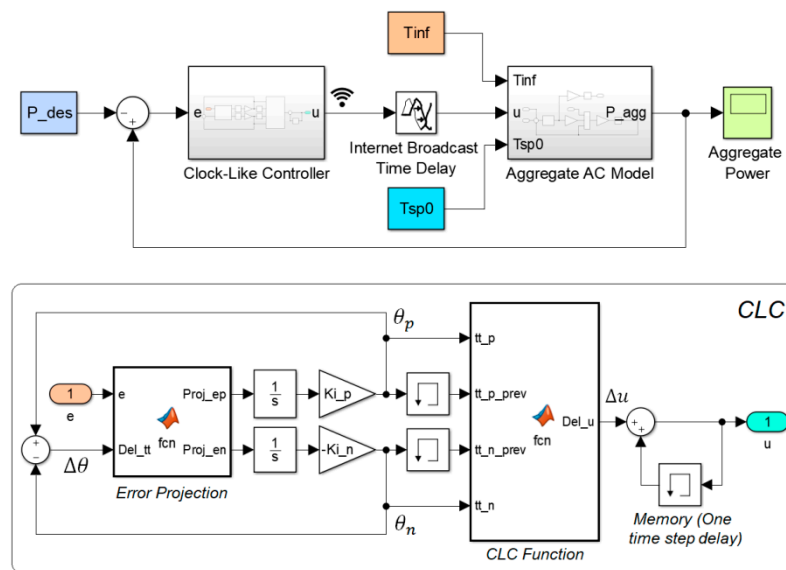 Tinf
P_des
−
+
e
u
Clock-Like Controller
Internet Broadcast
Time Delay
Tinf
u
Tsp0
P_agg
Aggregate AC Model
Aggregate
Power
Tsp0
CLC
θp
tt_p
1
e
e
Del_tt
Proj_ep
Proj_en
fcn
Error Projection
1
s
Ki_p
1
s
-Ki_n
+
−
Δθ
tt_p_prev
tt_n_prev
tt_n
fcn
Del_u
CLC Function
θn
Δu
+
+
1
u
Memory (One
time step delay)